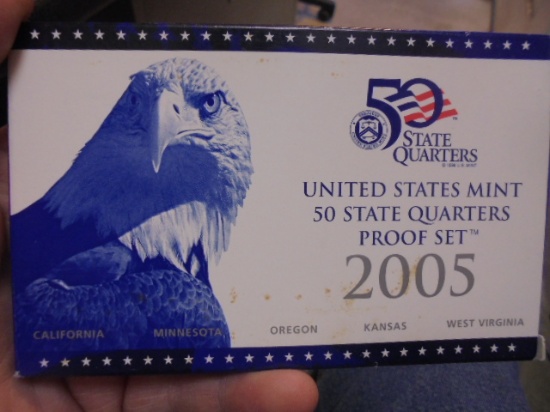 50
STATE
QUARTERS
UNITED STATES MINT
50 STATE QUARTERS
PROOF SET™
2005
CALIFORNIA MINNESOTA OREGON KANSAS WEST VIRGINIA